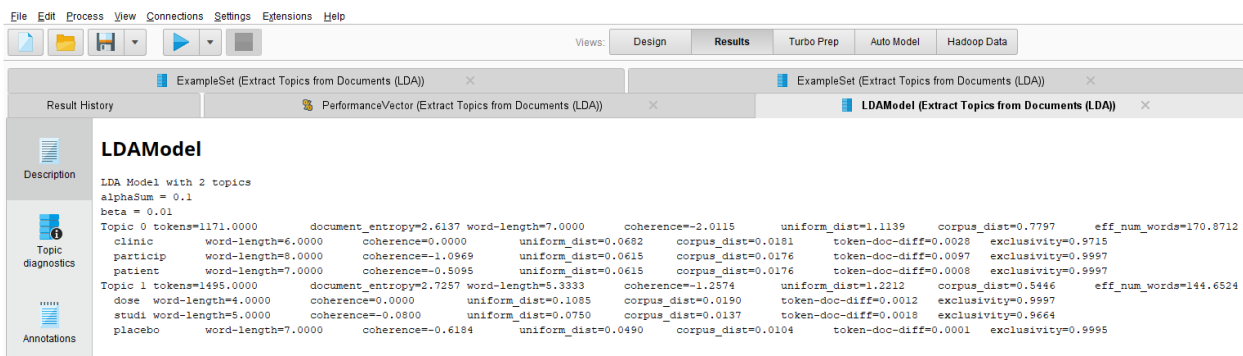 File Edit Process View Connections Settings Extensions Help
Views: Design Results Turbo Prep Auto Model Hadoop Data
ExampleSet (Extract Topics from Documents (LDA)) × ExampleSet (Extract Topics from Documents (LDA)) ×
Result History PerformanceVector (Extract Topics from Documents (LDA)) × LDAModel (Extract Topics from Documents (LDA)) ×
Description
Topic diagnostics
Annotations
LDAModel
LDA Model with 2 topics
alphaSum = 0.1
beta = 0.01
Topic 0 tokens=1171.0000 document_entropy=2.6137 word-length=7.0000 coherence=-2.0115 uniform_dist=1.1139 corpus_dist=0.7797 eff_num_words=170.8712
clinic word-length=6.0000 coherence=0.0000 uniform_dist=0.0682 corpus_dist=0.0181 token-doc-diff=0.0028 exclusivity=0.9715
particip word-length=8.0000 coherence=-1.0969 uniform_dist=0.0615 corpus_dist=0.0176 token-doc-diff=0.0097 exclusivity=0.9997
patient word-length=7.0000 coherence=-0.5095 uniform_dist=0.0615 corpus_dist=0.0176 token-doc-diff=0.0008 exclusivity=0.9997
Topic 1 tokens=1495.0000 document_entropy=2.7257 word-length=5.3333 coherence=-1.2574 uniform_dist=1.2212 corpus_dist=0.5446 eff_num_words=144.6524
dose word-length=4.0000 coherence=0.0000 uniform_dist=0.1085 corpus_dist=0.0190 token-doc-diff=0.0012 exclusivity=0.9997
studi word-length=5.0000 coherence=-0.0800 uniform_dist=0.0750 corpus_dist=0.0137 token-doc-diff=0.0018 exclusivity=0.9664
placebo word-length=7.0000 coherence=-0.6184 uniform_dist=0.0490 corpus_dist=0.0104 token-doc-diff=0.0001 exclusivity=0.9995